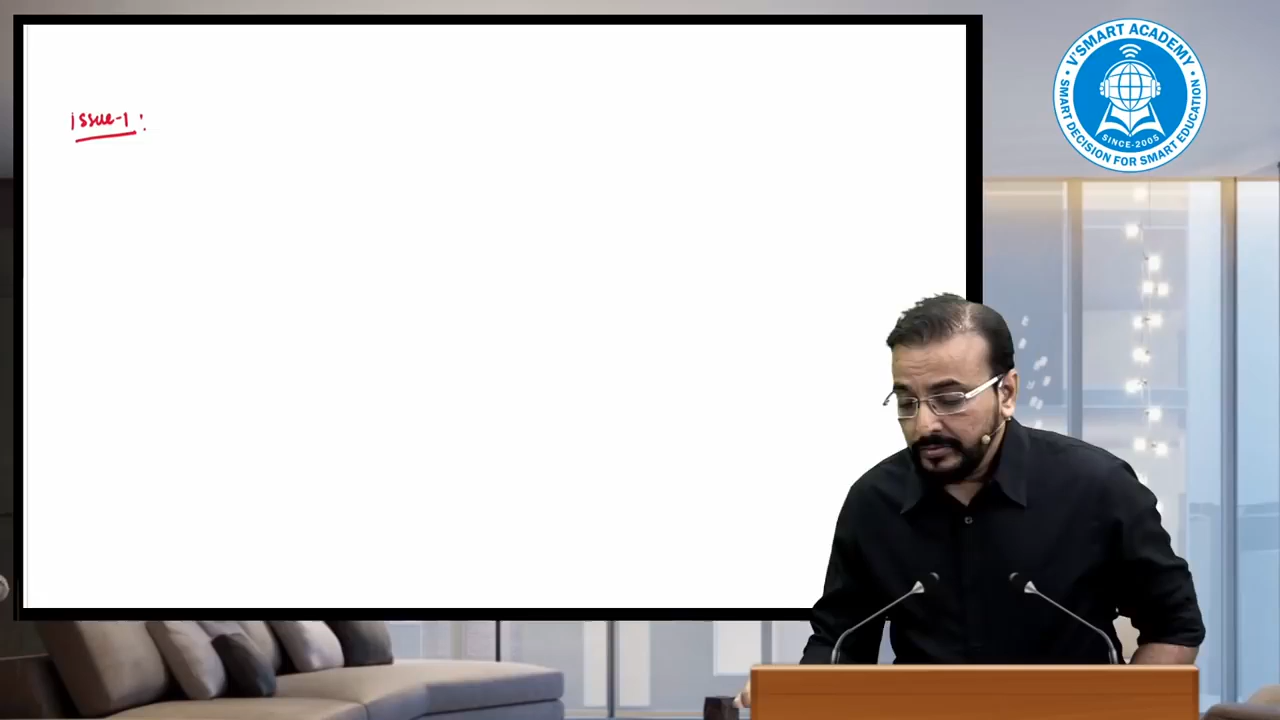 issue-1:
V'SMART ACADEMY
SMART DECISION FOR SMART EDUCATION
SINCE-2005